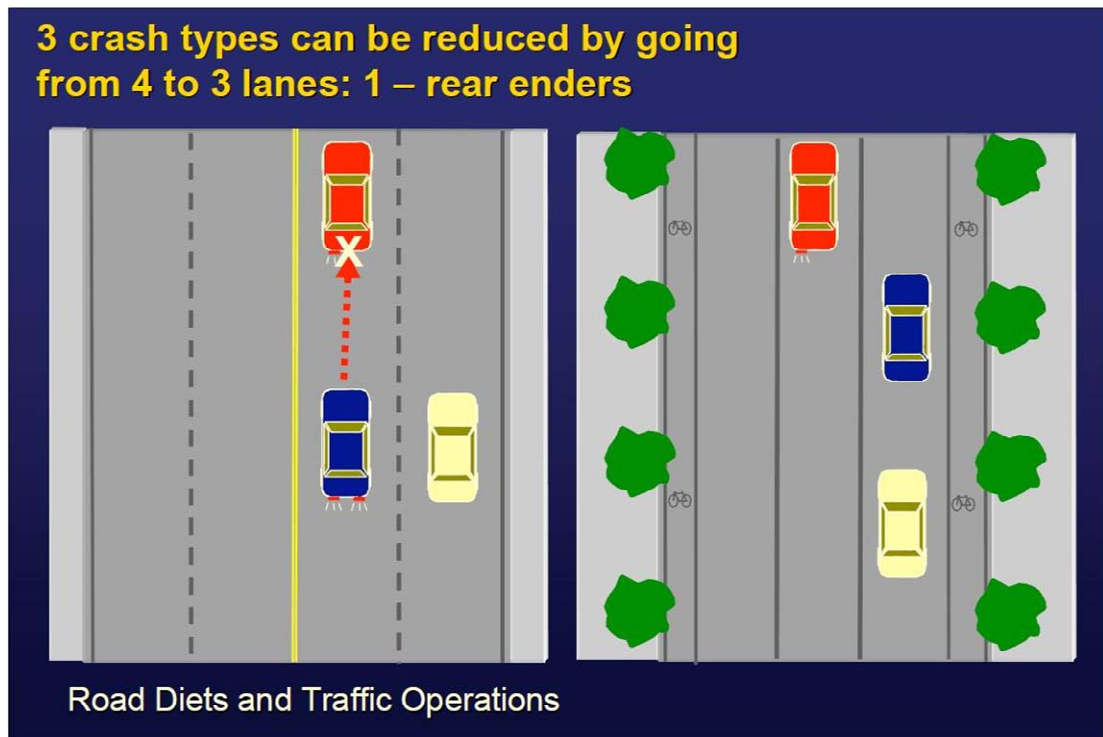 3 crash types can be reduced by going
from 4 to 3 lanes: 1 – rear enders
X
Road Diets and Traffic Operations